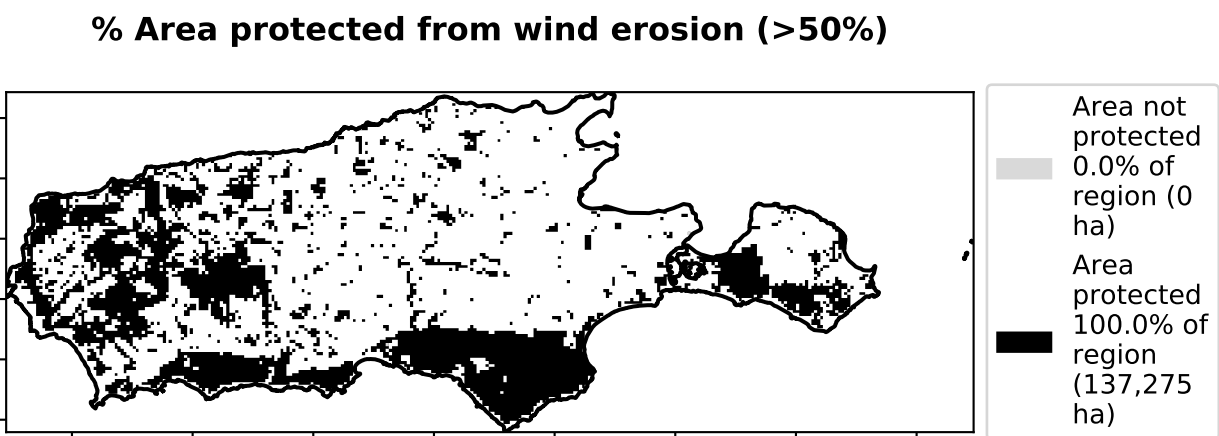 % Area protected from wind erosion (>50%)
Area not
protected
0.0% of
region (0
ha)
Area
protected
100.0% of
region
(137,275
ha)